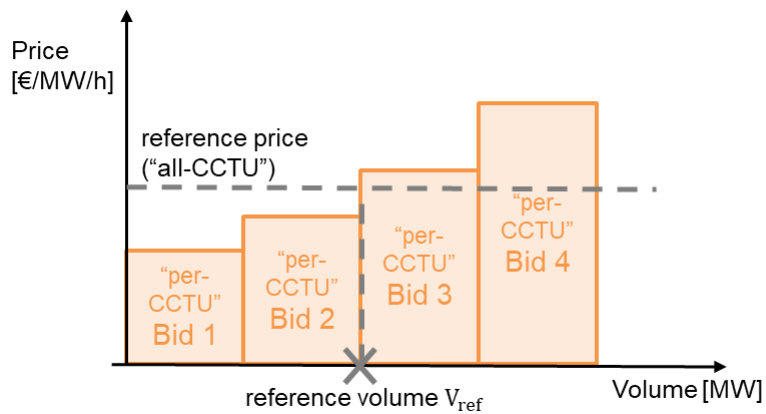 Price
[€/MW/h]
reference price
(“all-CCTU”)
“per-
CCTU”
Bid 1
“per-
CCTU”
Bid 2
“per-
CCTU”
Bid 3
“per-
CCTU”
Bid 4
reference volume V_ref
Volume [MW]